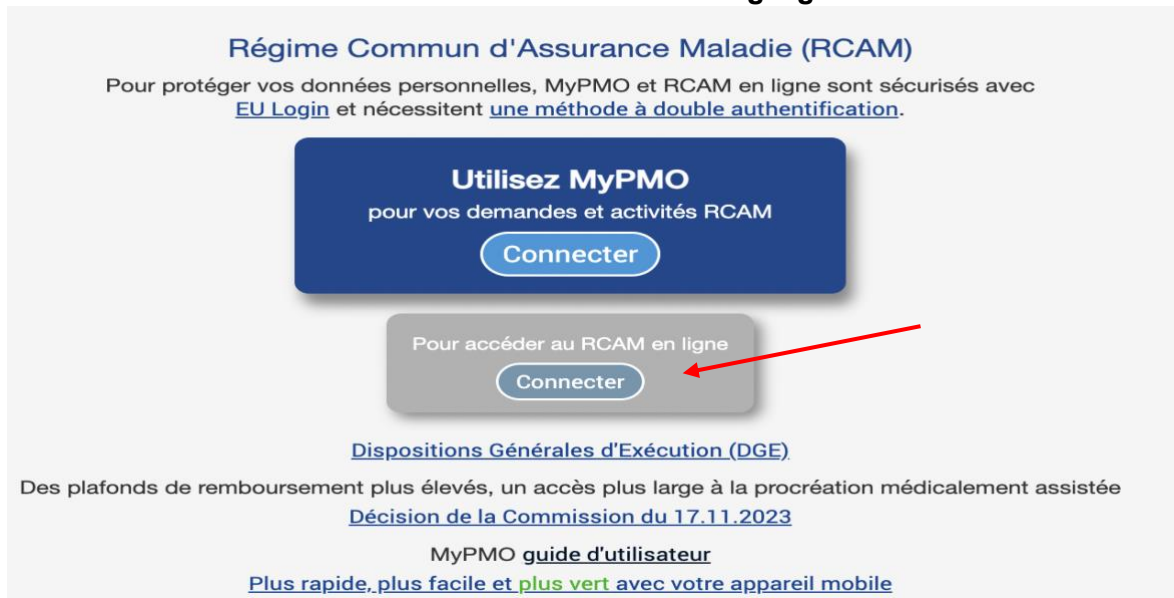 Régime Commun d'Assurance Maladie (RCAM)
Pour protéger vos données personnelles, MyPMO et RCAM en ligne sont sécurisés avec
EU Login et nécessitent une méthode à double authentification.
Utilisez MyPMO
pour vos demandes et activités RCAM
Connecter
Pour accéder au RCAM en ligne
Connecter
Dispositions Générales d'Exécution (DGE)
Des plafonds de remboursement plus élevés, un accès plus large à la procréation médicalement assistée
Décision de la Commission du 17.11.2023
MyPMO guide d'utilisateur
Plus rapide, plus facile et plus vert avec votre appareil mobile